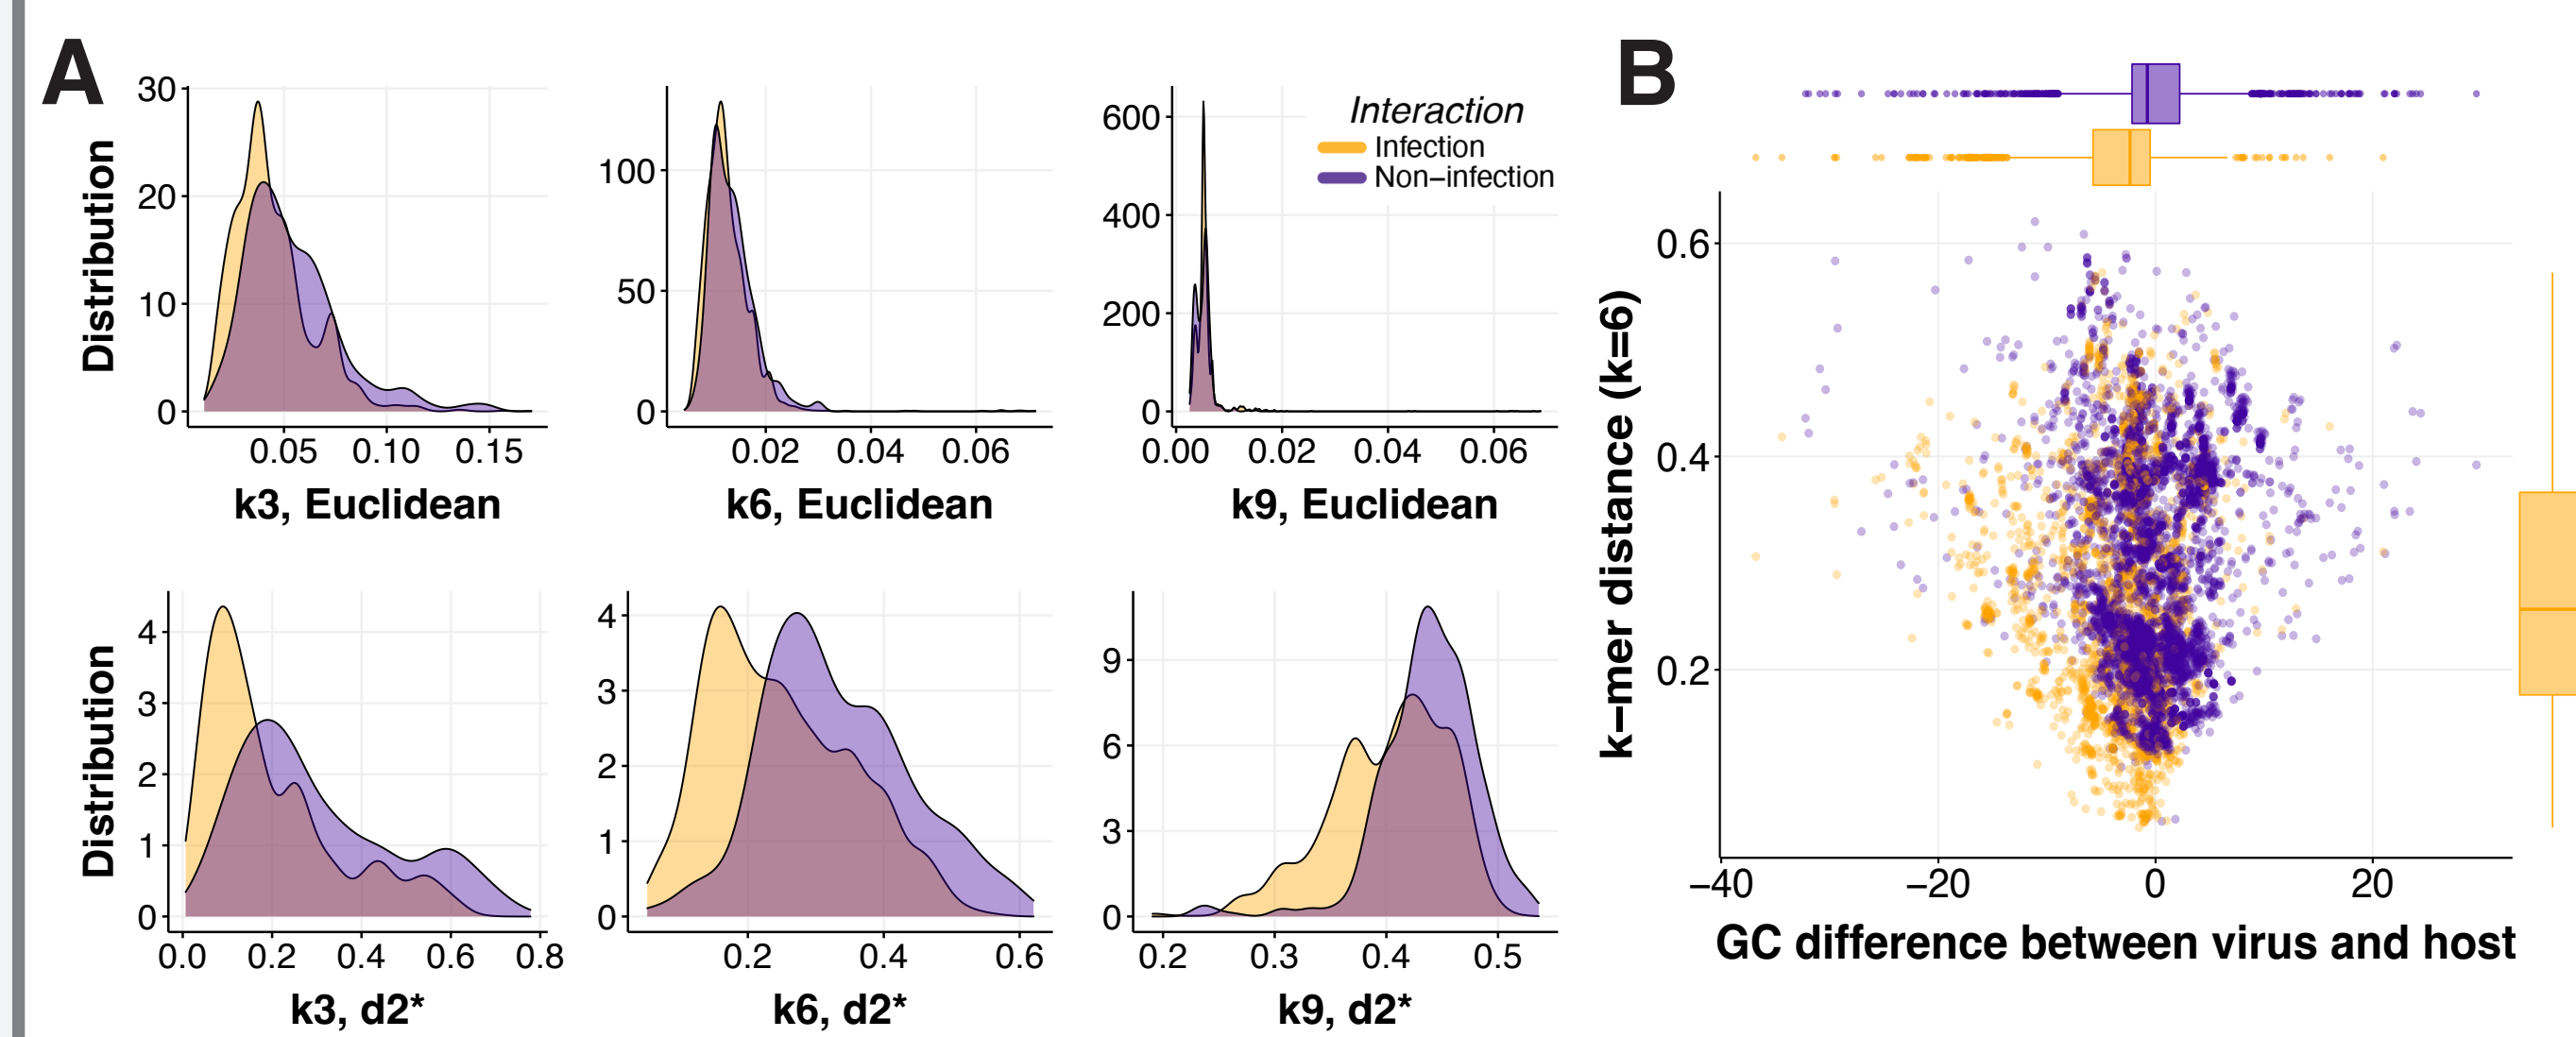 A
Distribution
30
20
10
0
0.05 0.10 0.15
k3, Euclidean
100
50
0
0.02 0.04 0.06
k6, Euclidean
600
400
200
0
0.00 0.02 0.04 0.06
k9, Euclidean
Interaction
Infection
Non−infection
Distribution
4
3
2
1
0
0.0 0.2 0.4 0.6 0.8
k3, d2*
4
3
2
1
0
0.2 0.4 0.6
k6, d2*
9
6
3
0
0.2 0.3 0.4 0.5
k9, d2*
B
k−mer distance (k=6)
0.6
0.4
0.2
−40 −20 0 20
GC difference between virus and host